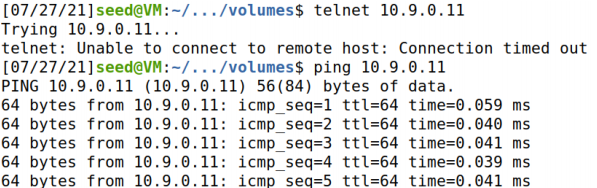 [07/27/21]seed@VM:~/.../volumes$ telnet 10.9.0.11
Trying 10.9.0.11...
telnet: Unable to connect to remote host: Connection timed out
[07/27/21]seed@VM:~/.../volumes$ ping 10.9.0.11
PING 10.9.0.11 (10.9.0.11) 56(84) bytes of data.
64 bytes from 10.9.0.11: icmp_seq=1 ttl=64 time=0.059 ms
64 bytes from 10.9.0.11: icmp_seq=2 ttl=64 time=0.040 ms
64 bytes from 10.9.0.11: icmp_seq=3 ttl=64 time=0.041 ms
64 bytes from 10.9.0.11: icmp_seq=4 ttl=64 time=0.039 ms
64 bytes from 10.9.0.11: icmp_seq=5 ttl=64 time=0.041 ms